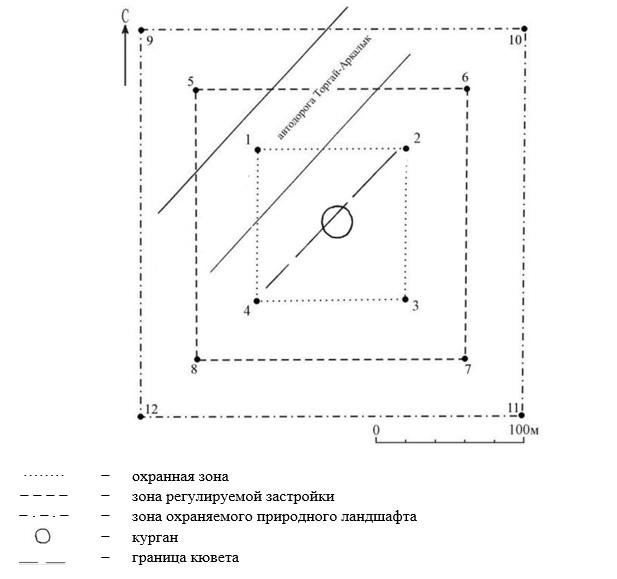 С
9
10
автодорога Торгай-Аркалык
5
6
1
2
4
3
8
7
12
11
0
100м
– охранная зона
– зона регулируемой застройки
– зона охраняемого природного ландшафта
– курган
– граница кювета